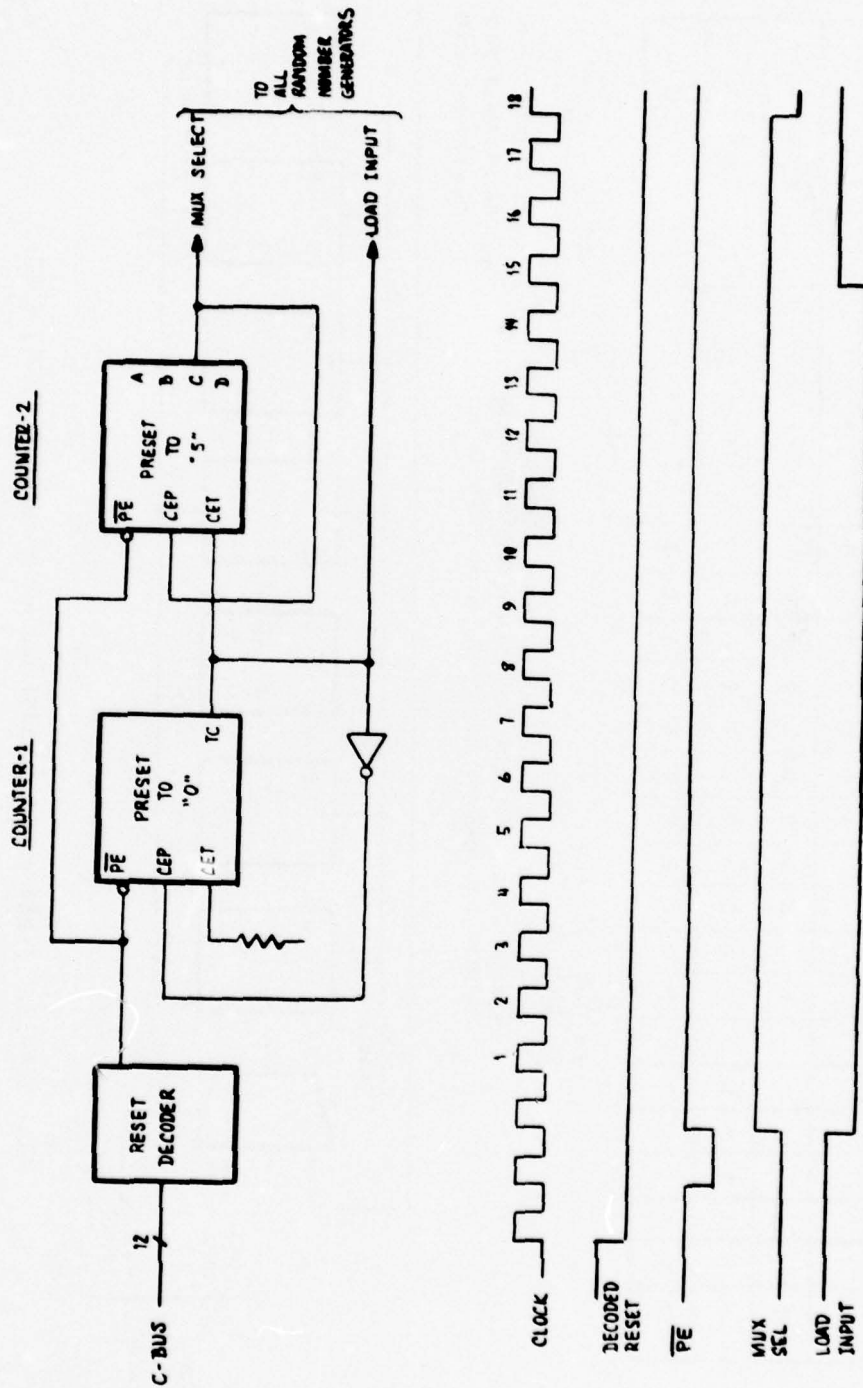 COUNTER-1
COUNTER-2
C-BUS
12
RESET
DECODER
PE
CEP
CET
PRESET
TO
"0"
TC
PE
CEP
CET
PRESET
TO
"5"
A
B
C
D
MUX SELECT
LOAD INPUT
TO
ALL
RANDOM
NUMBER
GENERATORS
CLOCK
1 2 3 4 5 6 7 8 9 10 11 12 13 14 15 16 17 18
DECODED
RESET
PE
MUX
SEL
LOAD
INPUT